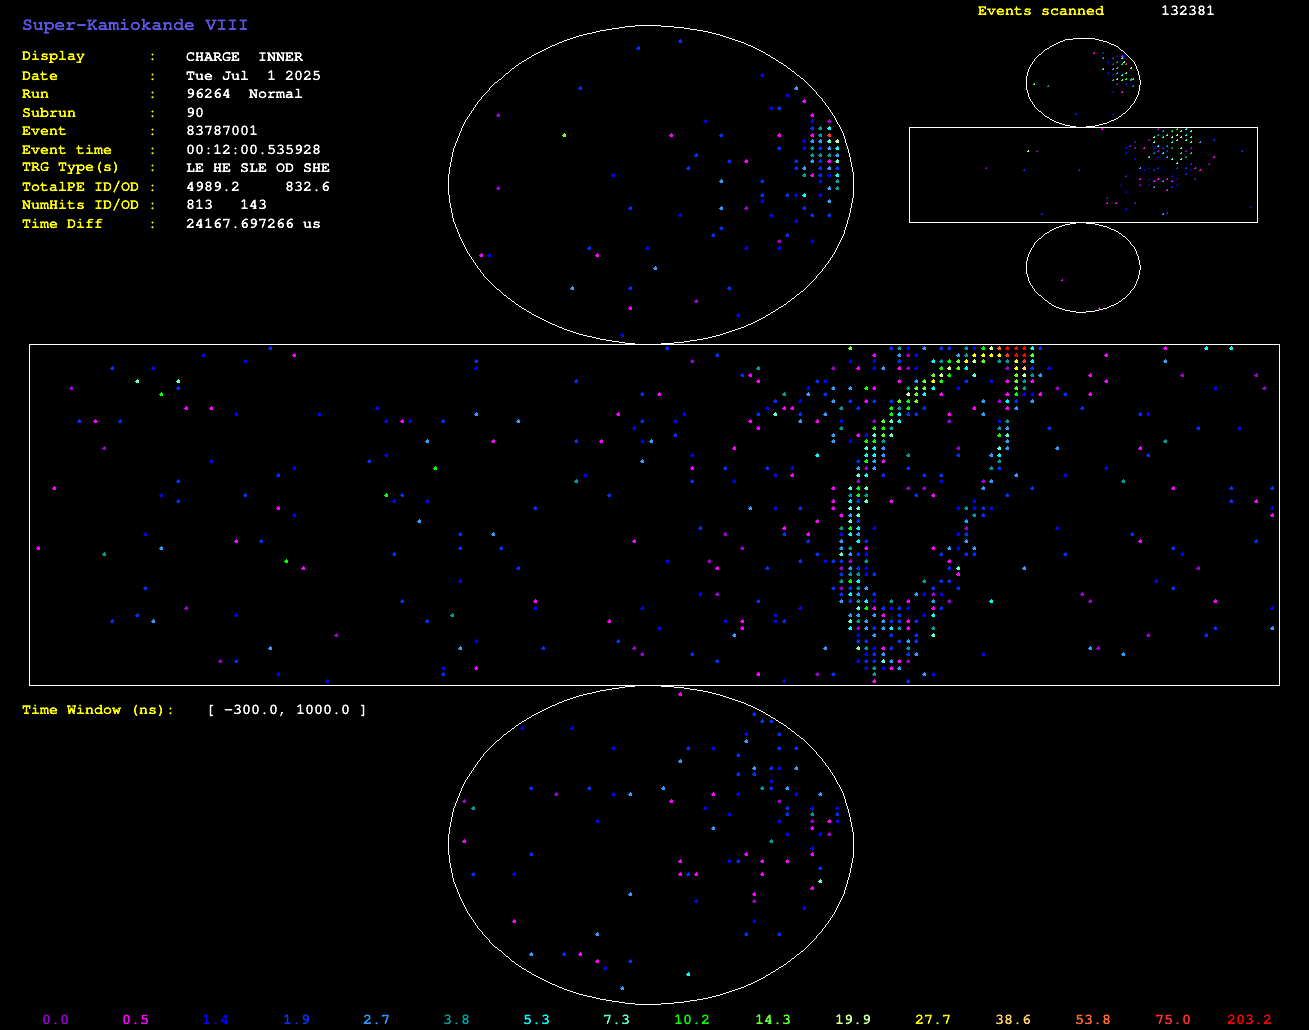 Super-Kamiokande VIII
Events scanned 132381
Display : CHARGE INNER
Date : Tue Jul 1 2025
Run : 96264 Normal
Subrun : 90
Event : 83787001
Event time : 00:12:00.535928
TRG Type(s) : LE HE SLE OD SHE
TotalPE ID/OD : 4989.2 832.6
NumHits ID/OD : 813 143
Time Diff : 24167.697266 us
Time Window (ns): [ -300.0, 1000.0 ]
0.0 0.5 1.4 1.9 2.7 3.8 5.3 7.3 10.2 14.3 19.9 27.7 38.6 53.8 75.0 203.2